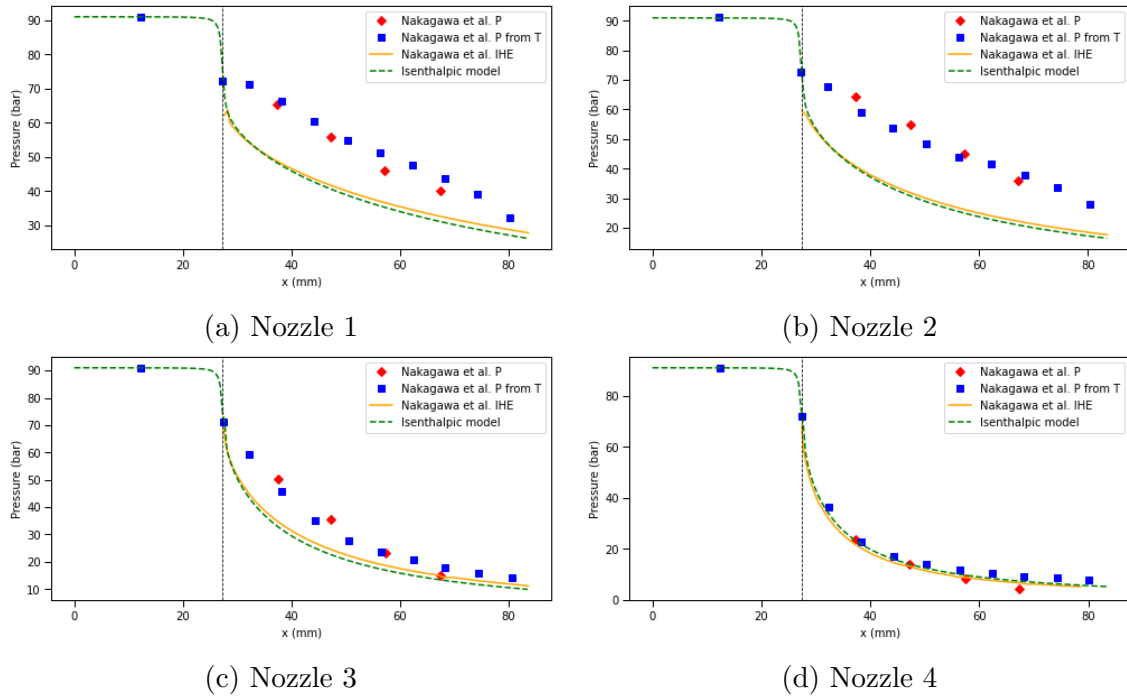 90
80
70
60
50
40
30
Pressure (bar)
0
20
40
60
80
x (mm)
Nakagawa et al. P
Nakagawa et al. P from T
Nakagawa et al. IHE
Isenthalpic model
(a) Nozzle 1
90
80
70
60
50
40
30
20
Pressure (bar)
0
20
40
60
80
x (mm)
Nakagawa et al. P
Nakagawa et al. P from T
Nakagawa et al. IHE
Isenthalpic model
(b) Nozzle 2
90
80
70
60
50
40
30
20
10
Pressure (bar)
0
20
40
60
80
x (mm)
Nakagawa et al. P
Nakagawa et al. P from T
Nakagawa et al. IHE
Isenthalpic model
(c) Nozzle 3
80
60
40
20
0
Pressure (bar)
0
20
40
60
80
x (mm)
Nakagawa et al. P
Nakagawa et al. P from T
Nakagawa et al. IHE
Isenthalpic model
(d) Nozzle 4